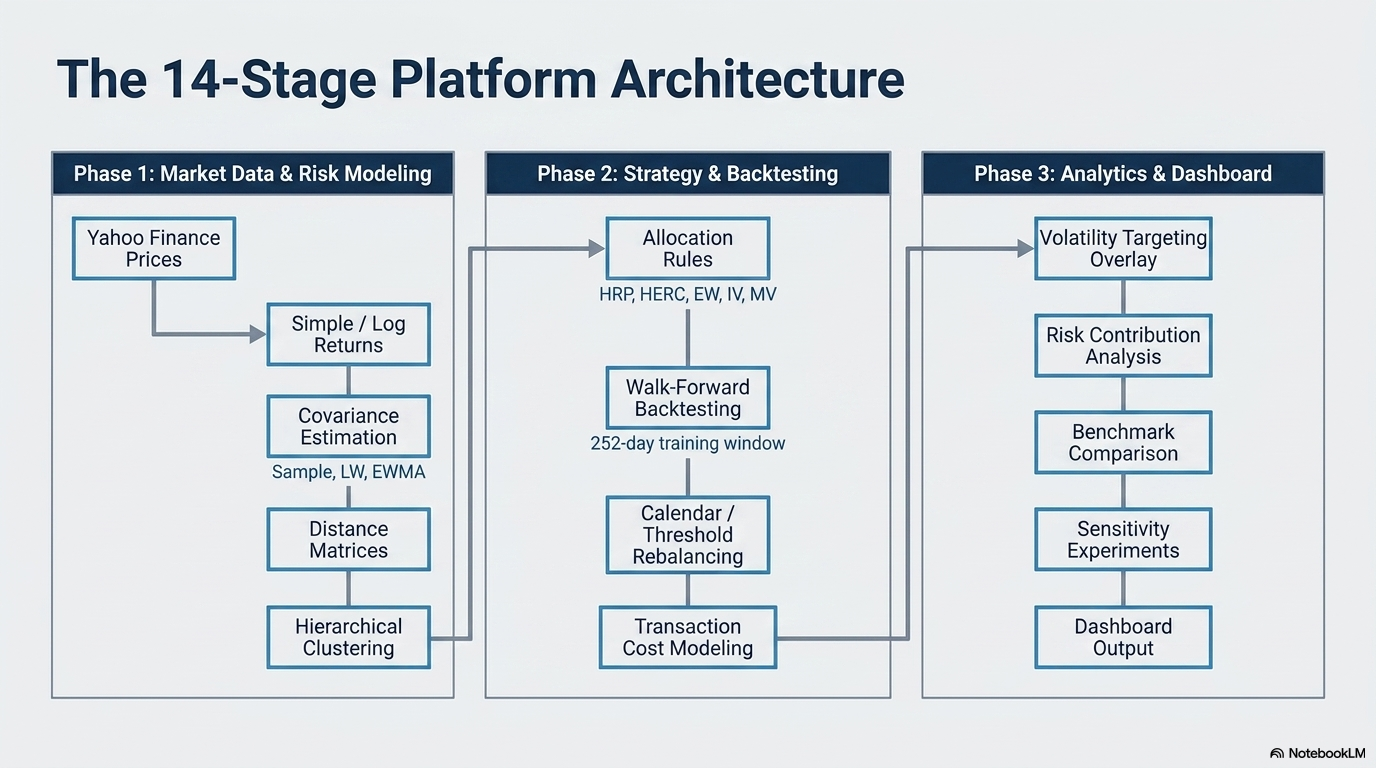 The 14-Stage Platform Architecture
Phase 1: Market Data & Risk Modeling
Yahoo Finance
Prices
Simple / Log
Returns
Covariance
Estimation
Sample, LW, EWMA
Distance
Matrices
Hierarchical
Clustering
Phase 2: Strategy & Backtesting
Allocation
Rules
HRP, HERC, EW, IV, MV
Walk-Forward
Backtesting
252-day training window
Calendar /
Threshold
Rebalancing
Transaction
Cost Modeling
Phase 3: Analytics & Dashboard
Volatility Targeting
Overlay
Risk Contribution
Analysis
Benchmark
Comparison
Sensitivity
Experiments
Dashboard
Output
NotebookLM